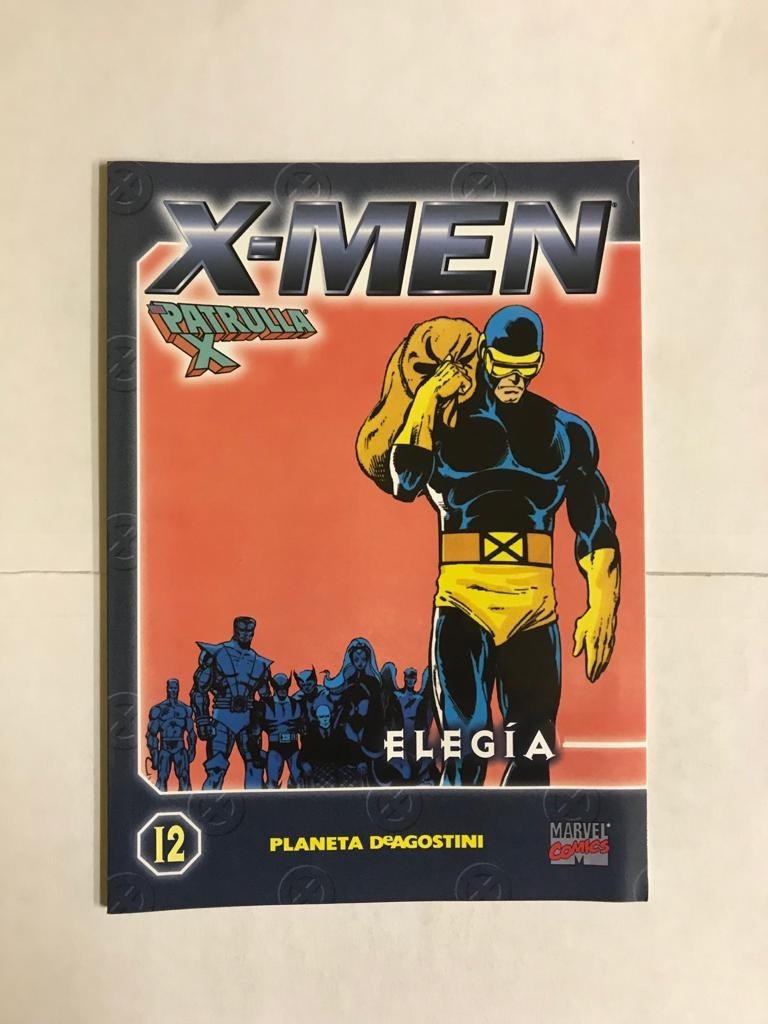 X-MEN
PATRULLA
X
ELEGÍA
12
PLANETA DeAGOSTINI
MARVEL
COMICS
M